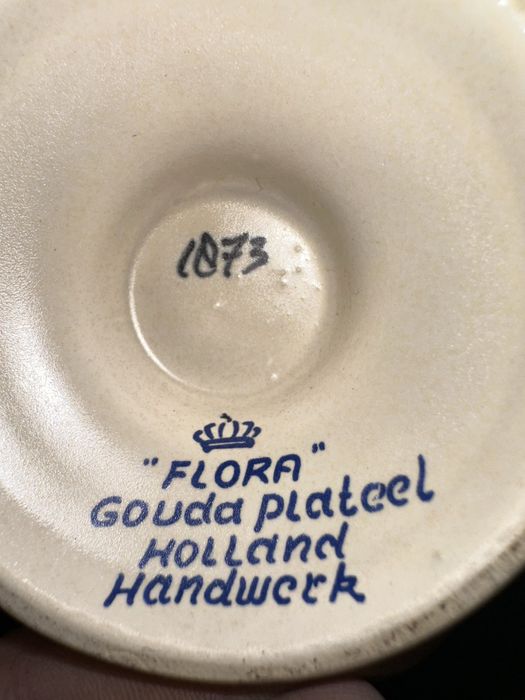 1073
"FLORA"
Gouda plateel
Holland
Handwerk